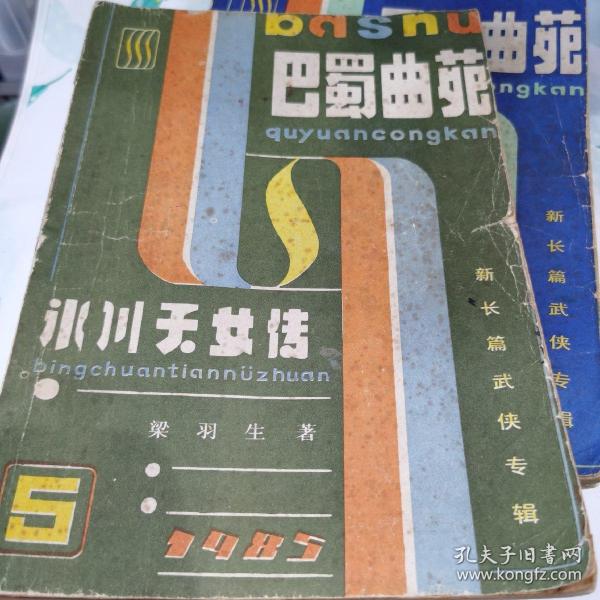 bashu
巴蜀曲苑
quyuancongkan
冰川天女传
bingchuantiannüzhuan
梁羽生著
5
1985
新长篇武侠专辑
曲苑
ngkan
新长篇武侠专辑
孔夫子旧书网
www.kongfz.com